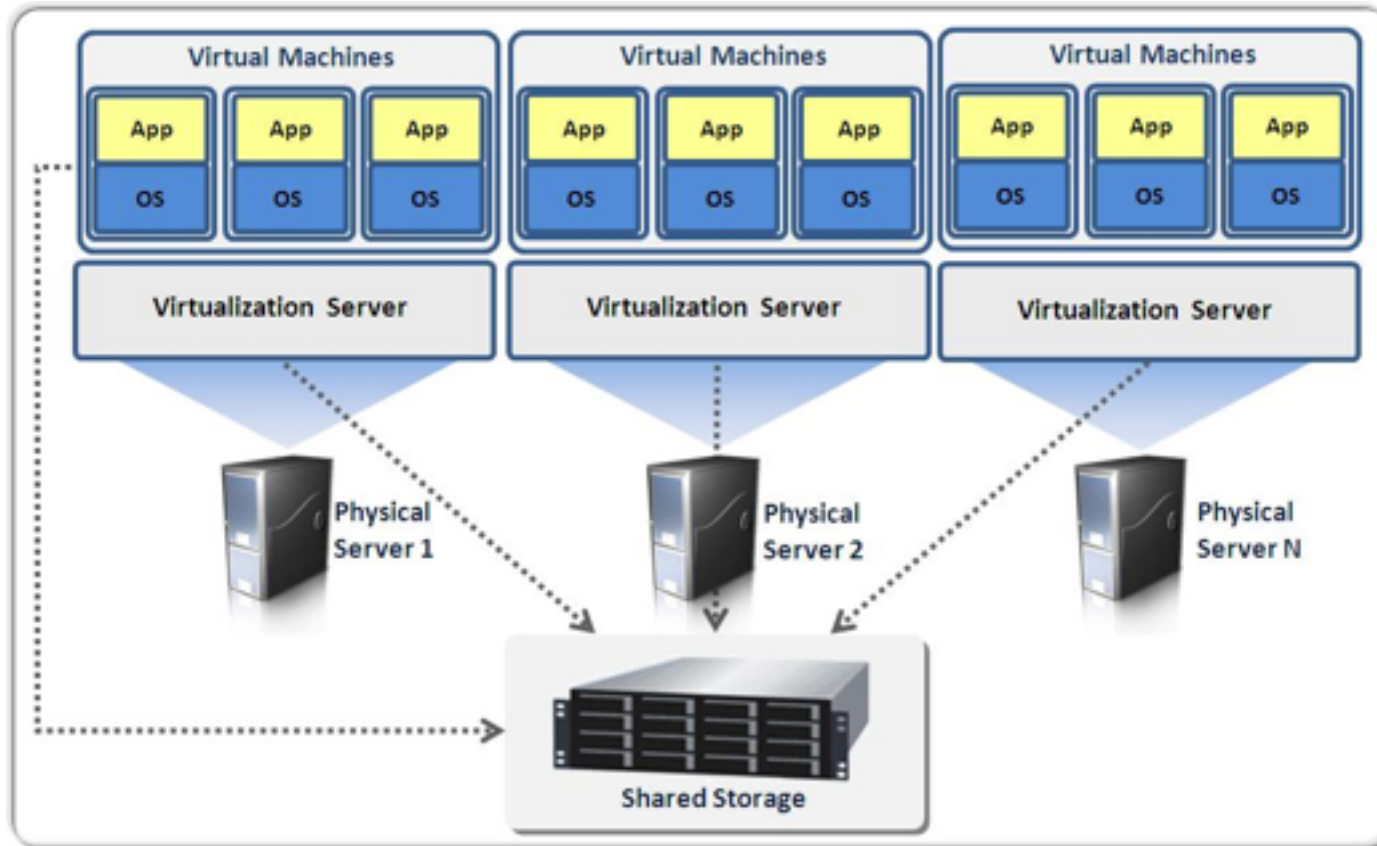 Virtual Machines
Virtual Machines
Virtual Machines
App App App
App App App
App App App
OS OS OS
OS OS OS
OS OS OS
Virtualization Server
Virtualization Server
Virtualization Server
Physical
Server 1
Physical
Server 2
Physical
Server N
Shared Storage